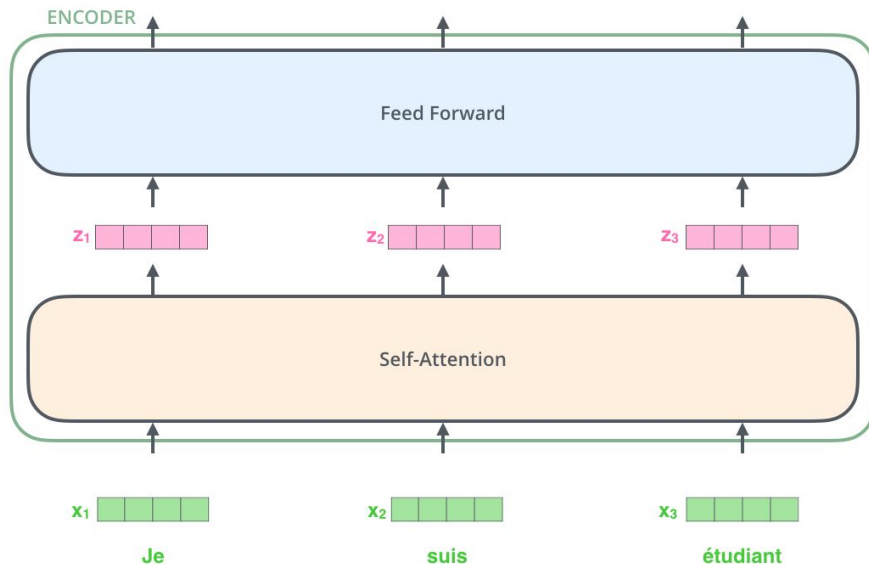 ENCODER
Feed Forward
z₁ z₂ z₃
Self-Attention
x₁ x₂ x₃
Je suis étudiant